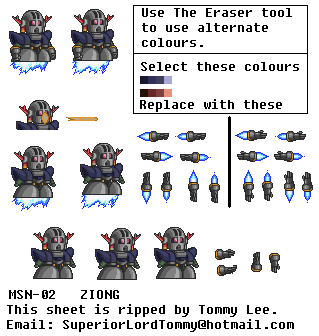 Use The Eraser tool
to use alternate
colours.
Select these colours
Replace with these
MSN-02 ZIONG
This sheet is ripped by Tommy Lee.
Email: SuperiorLordTommy@hotmail.com